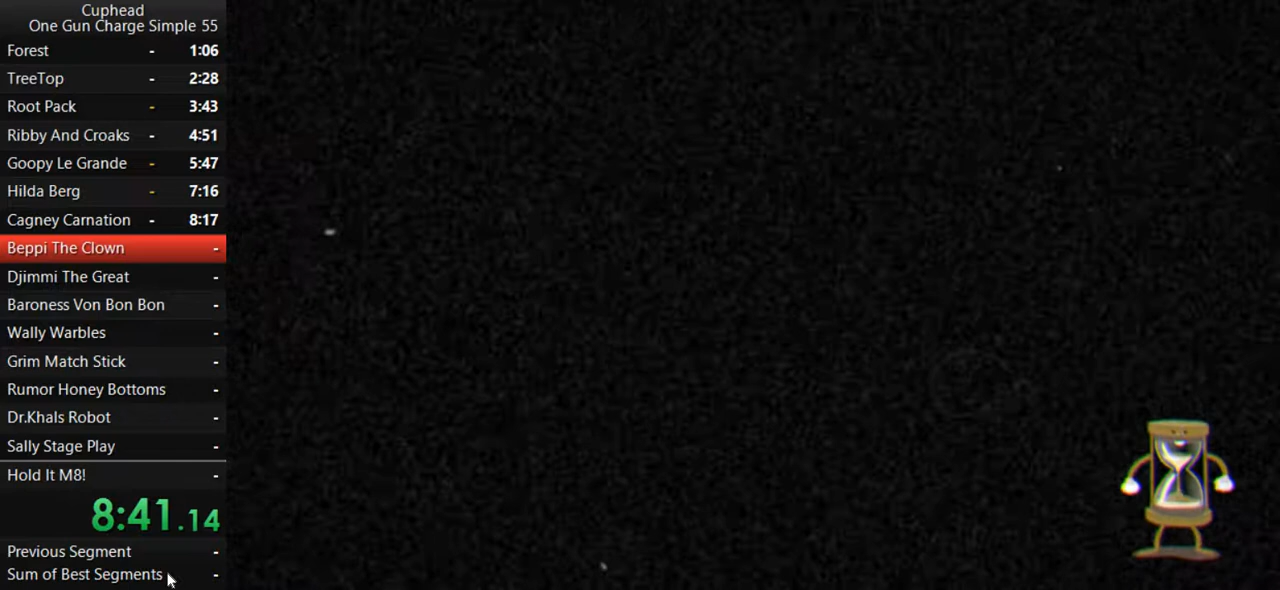 Cuphead
One Gun Charge Simple 55
Forest - 1:06
TreeTop - 2:28
Root Pack - 3:43
Ribby And Croaks - 4:51
Goopy Le Grande - 5:47
Hilda Berg - 7:16
Cagney Carnation - 8:17
Beppi The Clown -
Djimmi The Great -
Baroness Von Bon Bon -
Wally Warbles -
Grim Match Stick -
Rumor Honey Bottoms -
Dr.Khals Robot -
Sally Stage Play -
Hold It M8! -
8:41.14
Previous Segment -
Sum of Best Segments -